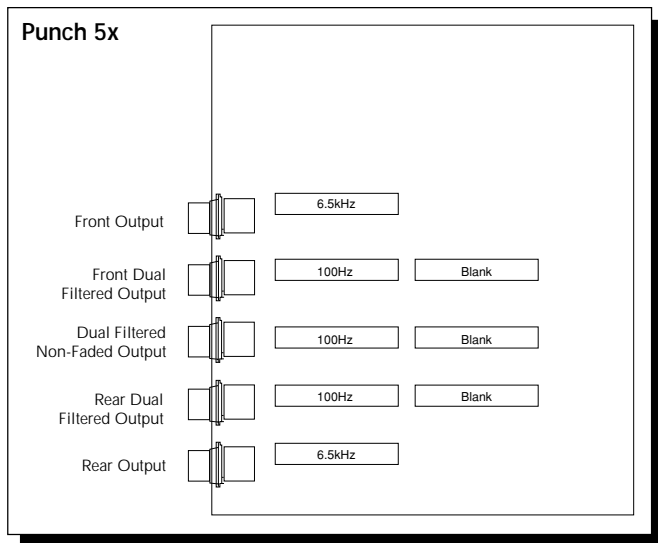 Punch 5x
Front Output
6.5kHz
Front Dual
Filtered Output
100Hz
Blank
Dual Filtered
Non-Faded Output
100Hz
Blank
Rear Dual
Filtered Output
100Hz
Blank
Rear Output
6.5kHz